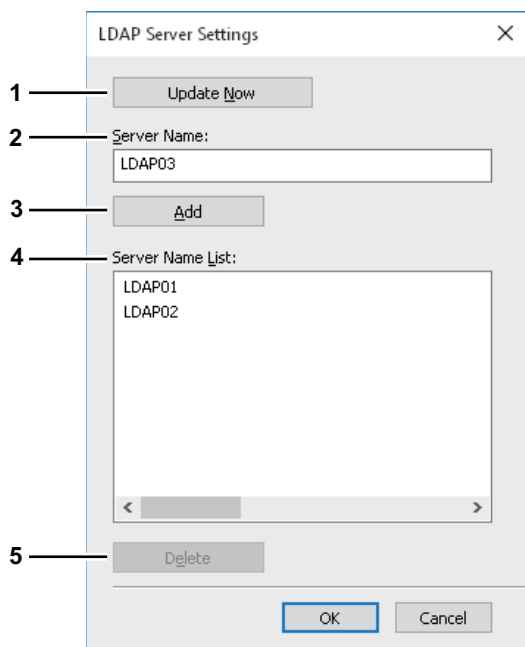 LDAP Server Settings
1 Update Now
2 Server Name:
LDAP03
3 Add
4 Server Name List:
LDAP01
LDAP02
5 Delete
OK Cancel